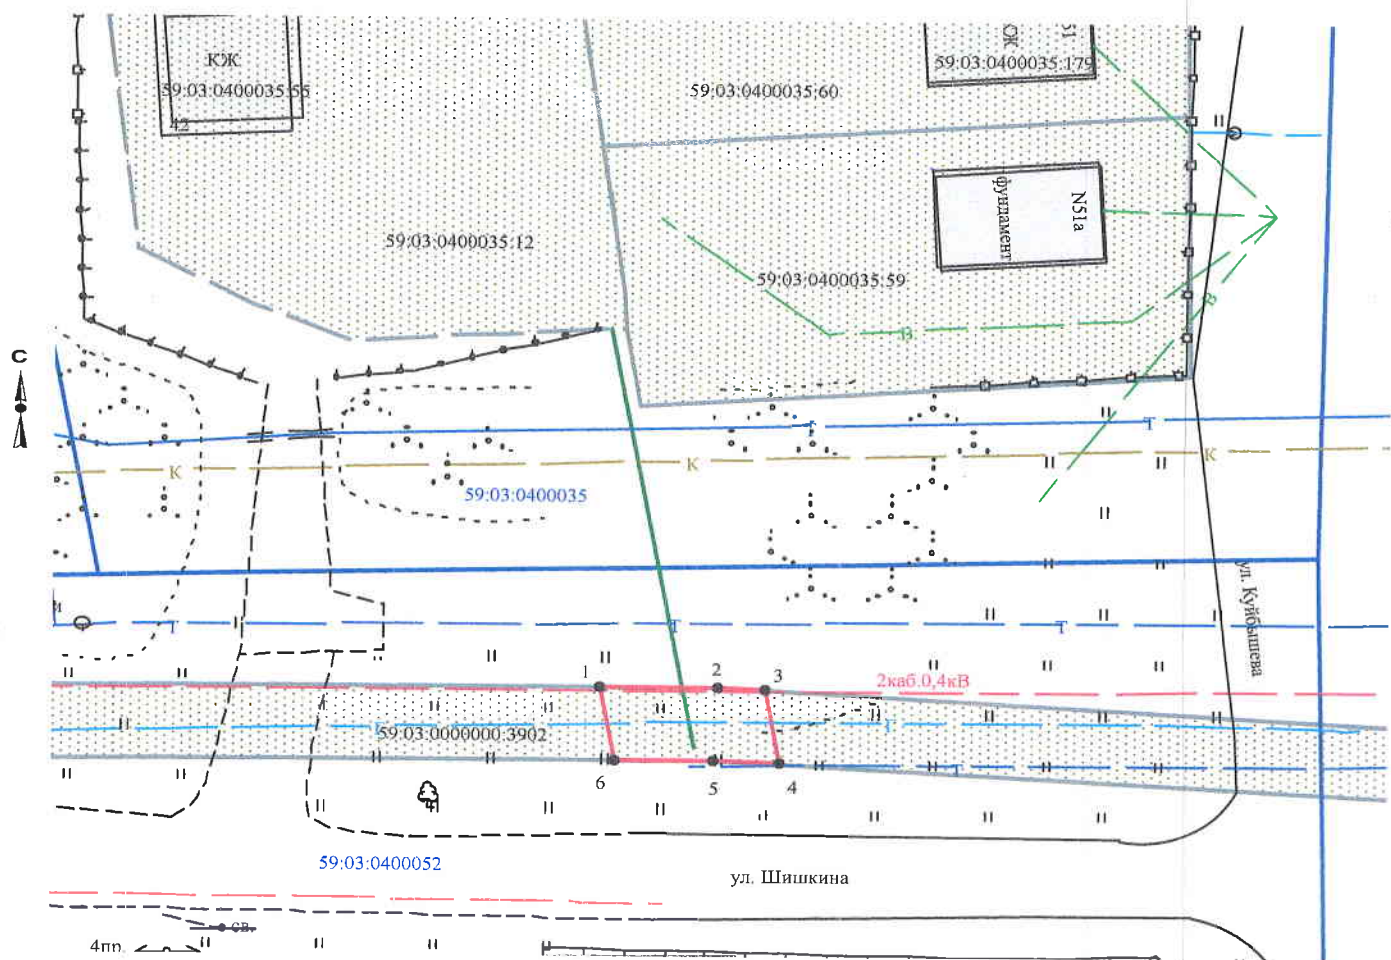 КЖ
59:03:0400035:55
42
59:03:0400035:60
51
КЖ
59:03:0400035:179
59:03:0400035:12
фундамент
N51а
59:03:0400035:59
В
В
С
Т
Т
К
К
К
59:03:0400035
ул. Куйбышева
Т
Т
Т
1
2
3
2каб.0,4кВ
Г
Г
59:03:0000000:3902
6
5
4
Т
59:03:0400052
ул. Шишкина
св.
4пр.